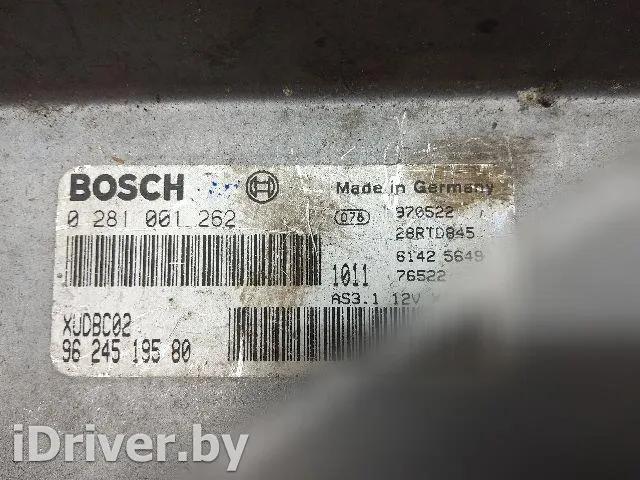 BOSCH
Made in Germany
0 281 001 262
078
970522
28RTD845
6142 5649
1011
76522
AS3.1 12V
XUDBC02
96 245 195 80
iDriver.by